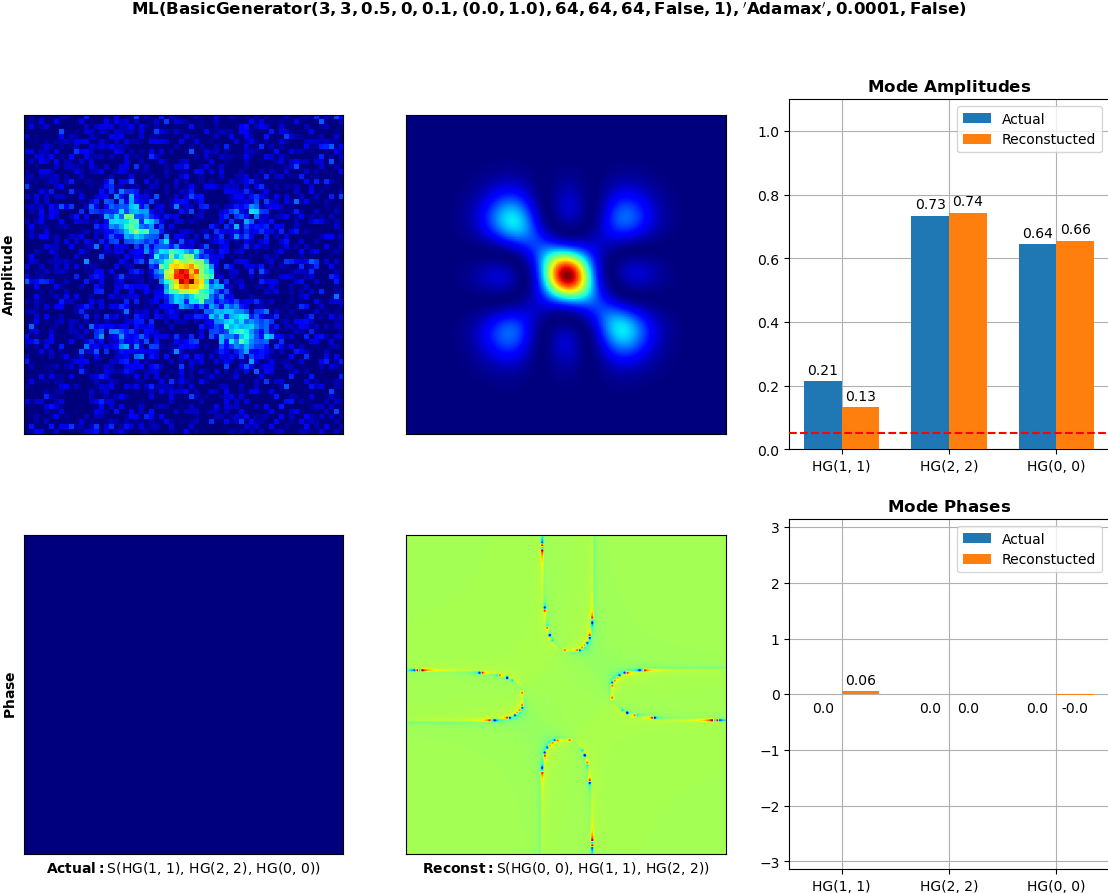 ML(BasicGenerator(3, 3, 0.5, 0, 0.1, (0.0, 1.0), 64, 64, 64, False, 1), ′Adamax′, 0.0001, False)
Amplitude
Mode Amplitudes
Actual
Reconstucted
1.0
0.8
0.6
0.4
0.2
0.0
0.21
0.13
0.73
0.74
0.64
0.66
HG(1, 1)
HG(2, 2)
HG(0, 0)
Phase
Actual: S(HG(1, 1), HG(2, 2), HG(0, 0))
Reconst: S(HG(0, 0), HG(1, 1), HG(2, 2))
Mode Phases
Actual
Reconstucted
3
2
1
0
−1
−2
−3
0.0
0.06
0.0
0.0
0.0
-0.0
HG(1, 1)
HG(2, 2)
HG(0, 0)